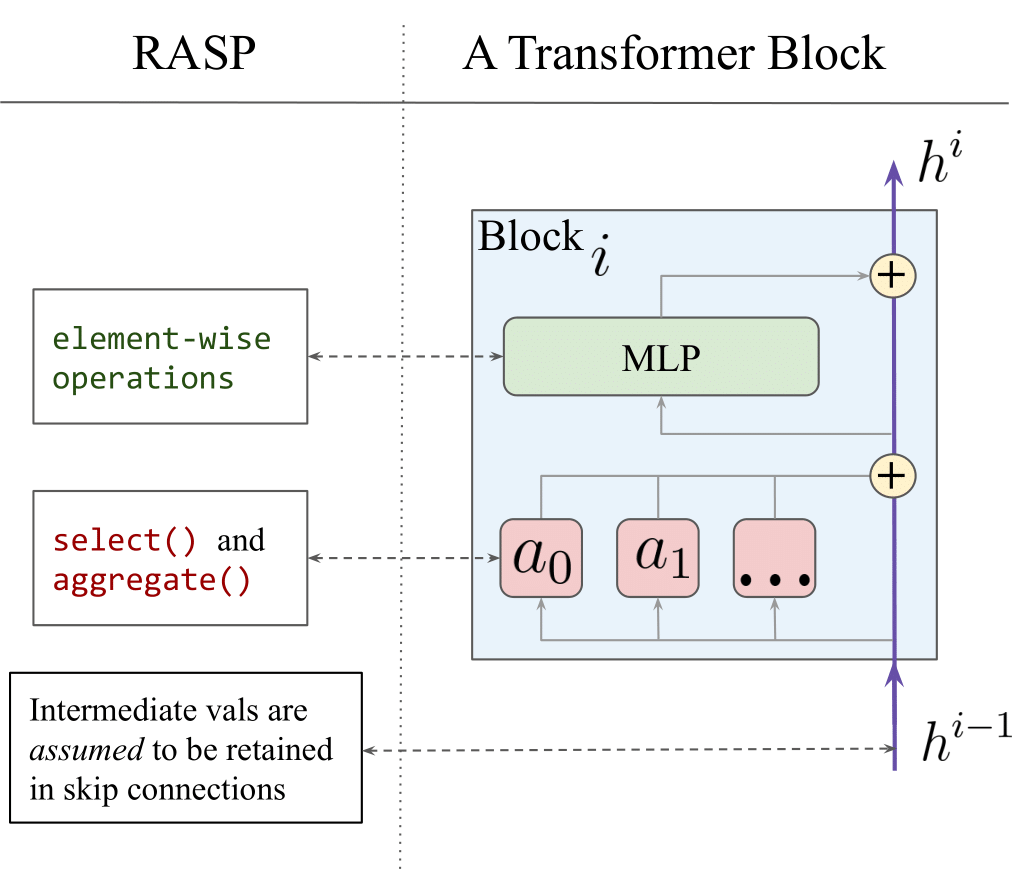 RASP
A Transformer Block
h^i
Block i
+
element-wise
operations
MLP
+
select() and
aggregate()
a_0
a_1
...
Intermediate vals are
assumed to be retained
in skip connections
h^{i-1}